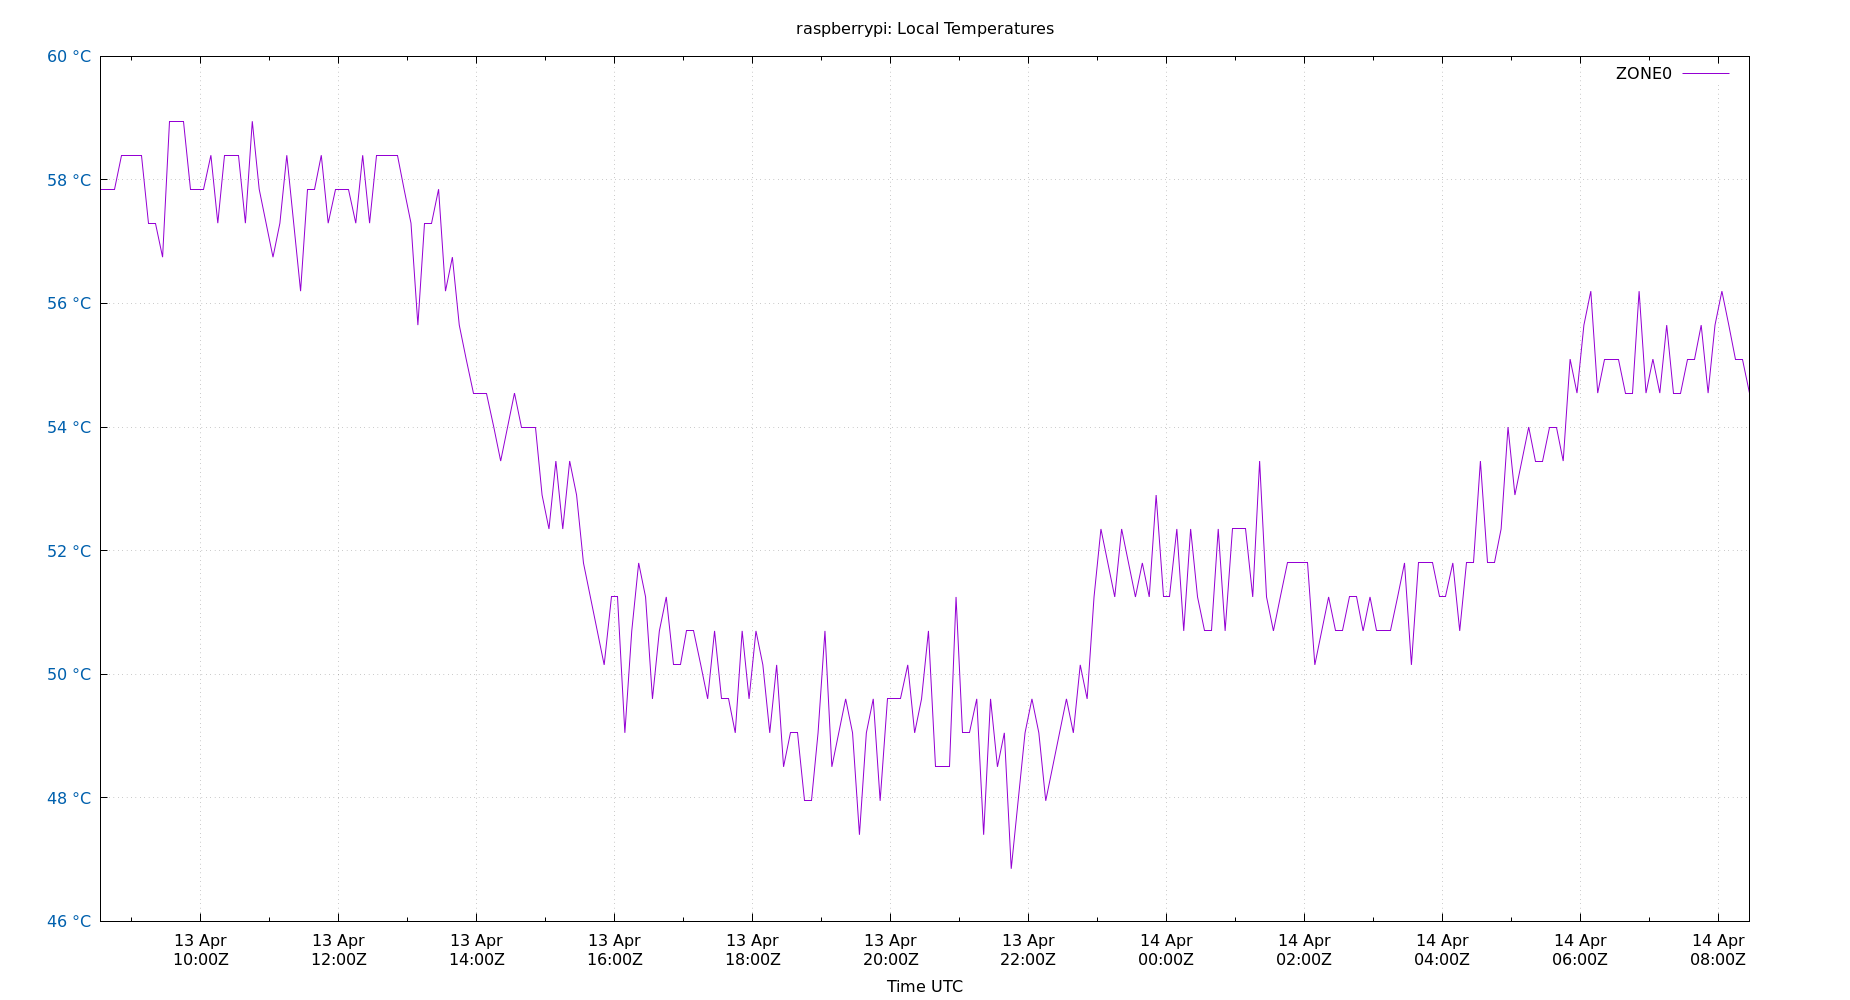 raspberrypi: Local Temperatures
60 °C
ZONE0
58 °C
56 °C
54 °C
52 °C
50 °C
48 °C
46 °C
13 Apr 13 Apr 13 Apr 13 Apr 13 Apr 13 Apr 13 Apr 14 Apr 14 Apr 14 Apr 14 Apr 14 Apr
10:00Z 12:00Z 14:00Z 16:00Z 18:00Z 20:00Z 22:00Z 00:00Z 02:00Z 04:00Z 06:00Z 08:00Z
Time UTC